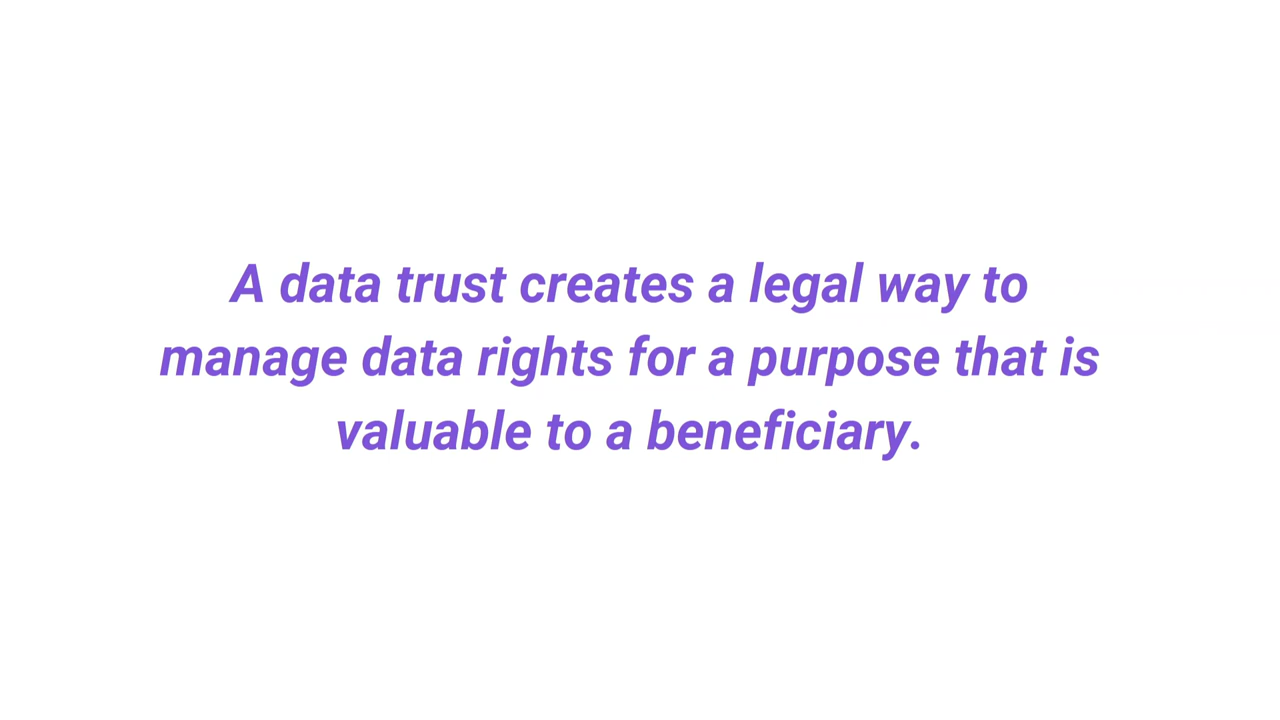 A data trust creates a legal way to
manage data rights for a purpose that is
valuable to a beneficiary.